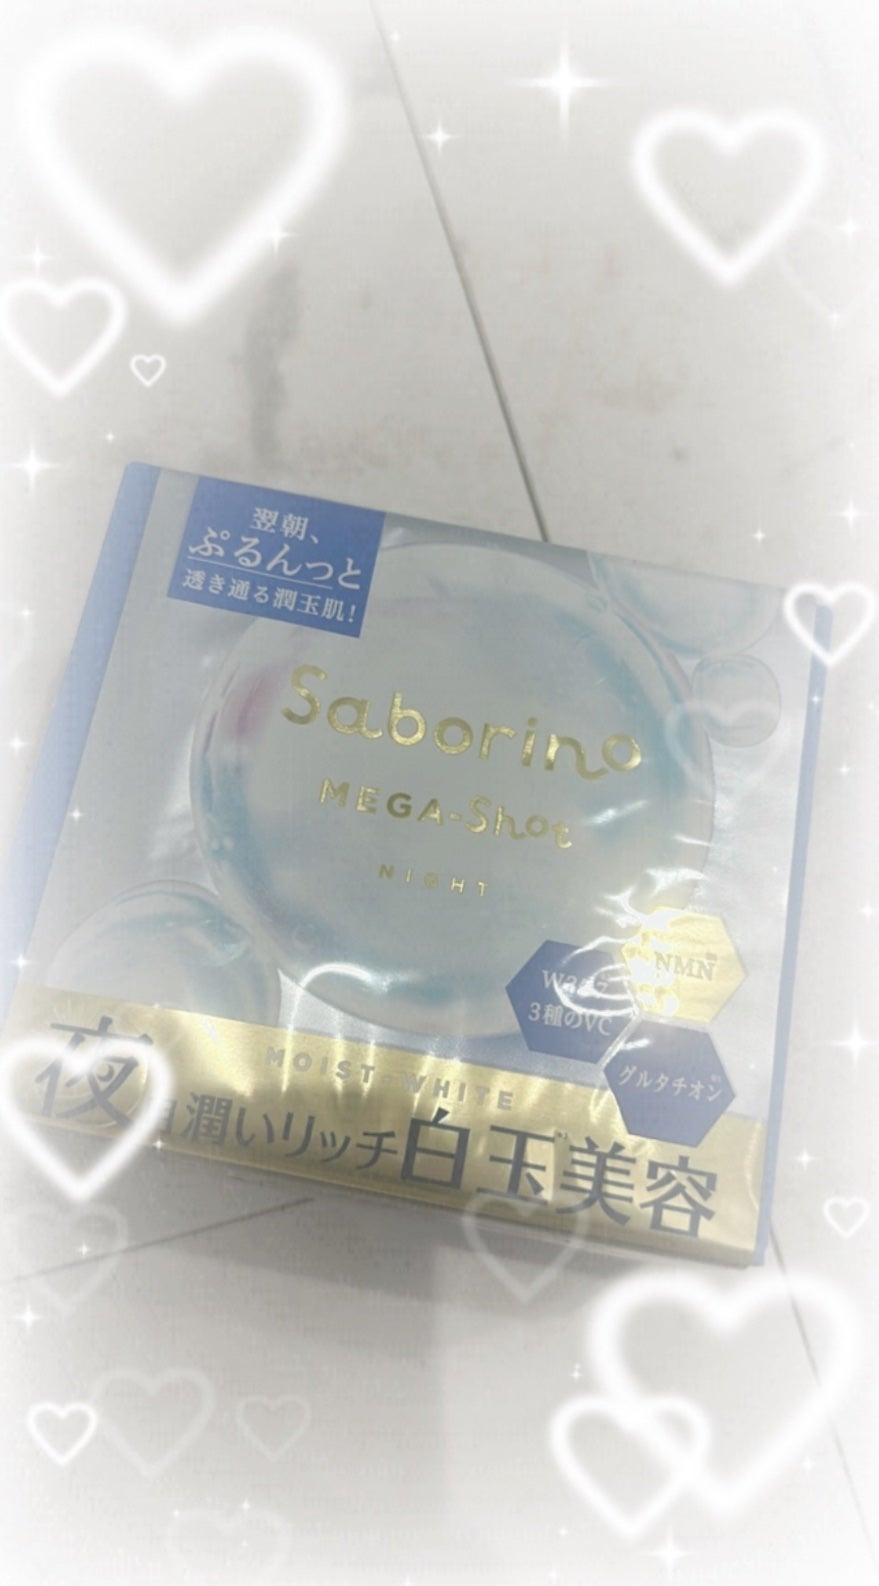 翌朝、
ぷるんっと
透き通る潤玉肌!
Saborino
MEGA-Shot
NIGHT
NMN
3種のVC
グルタチオン
MOIST-WHITE
夜
潤いリッチ白玉美容